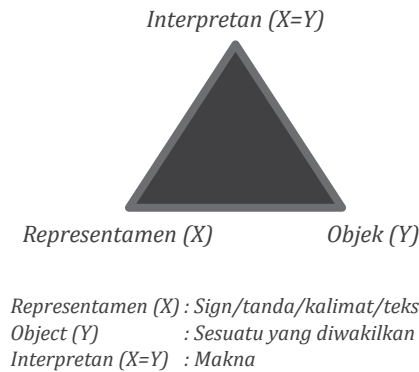 Interpretan (X=Y)
Representamen (X) Objek (Y)
Representamen (X) : Sign/tanda/kalimat/teks
Object (Y) : Sesuatu yang diwakilkan
Interpretan (X=Y) : Makna